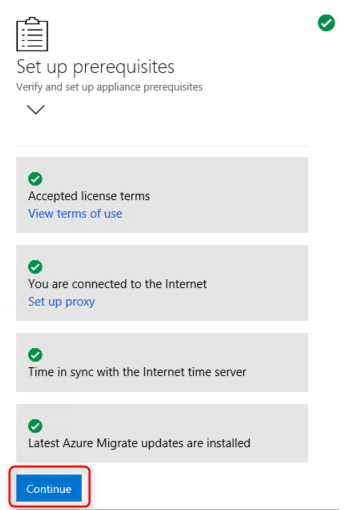 Set up prerequisites
Verify and set up appliance prerequisites
Accepted license terms
View terms of use
You are connected to the Internet
Set up proxy
Time in sync with the Internet time server
Latest Azure Migrate updates are installed
Continue